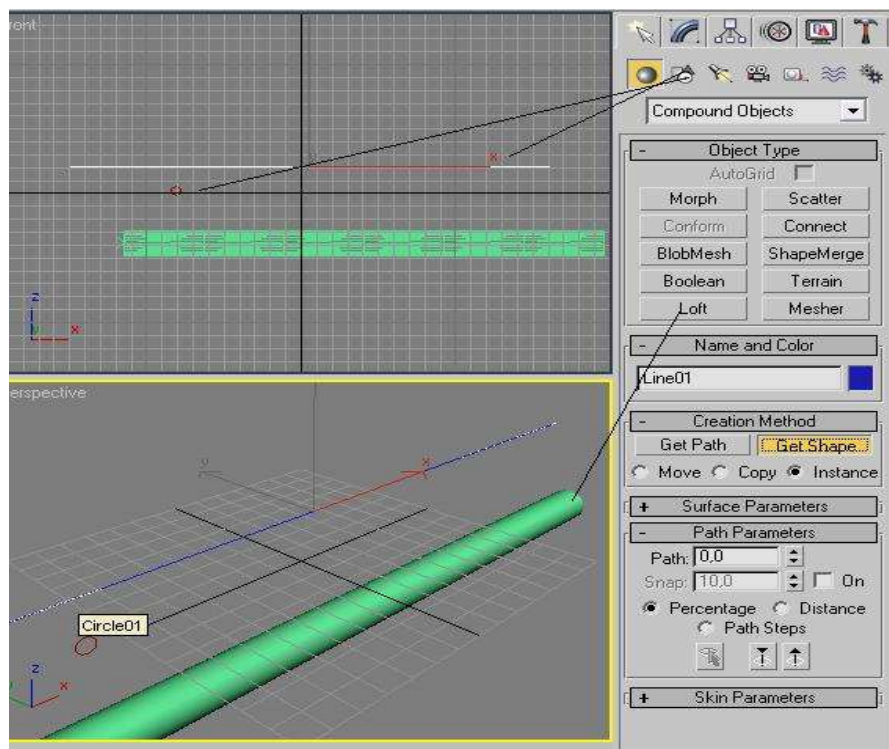 ront
x
x
z
y
x
erspective
y
x
Circle01
z
x
Compound Objects
- Object Type
AutoGrid
Morph Scatter
Conform Connect
BlobMesh ShapeMerge
Boolean Terrain
Loft Mesher
- Name and Color
Line01
- Creation Method
Get Path Get Shape
Move Copy Instance
+ Surface Parameters
- Path Parameters
Path: 0,0
Snap: 10,0 On
Percentage Distance
Path Steps
+ Skin Parameters